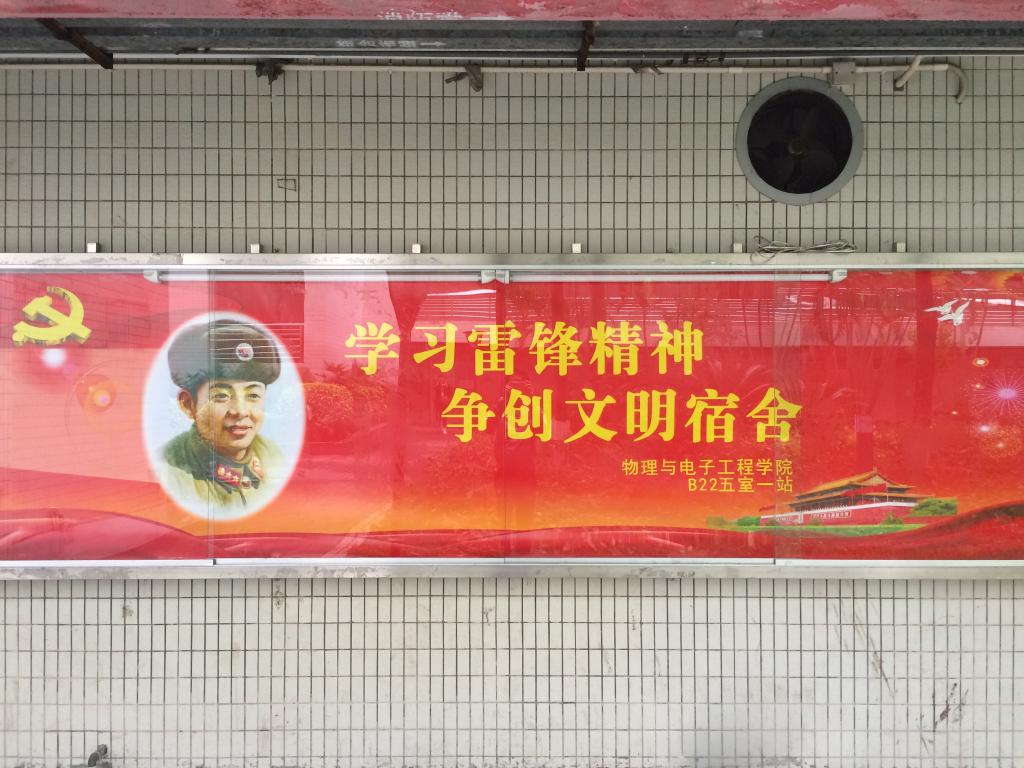 学习雷锋精神
争创文明宿舍
物理与电子工程学院
B22五室一站